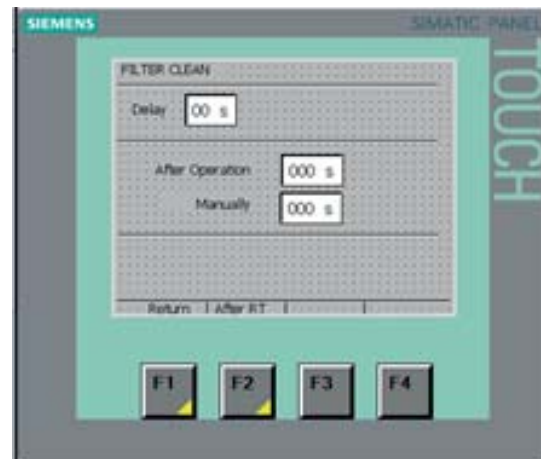 SIEMENS
SIMATIC PANEL
TOUCH
FILTER CLEAN
Delay 00 s
After Operation 000 s
Manually 000 s
Return After RT
F1 F2 F3 F4